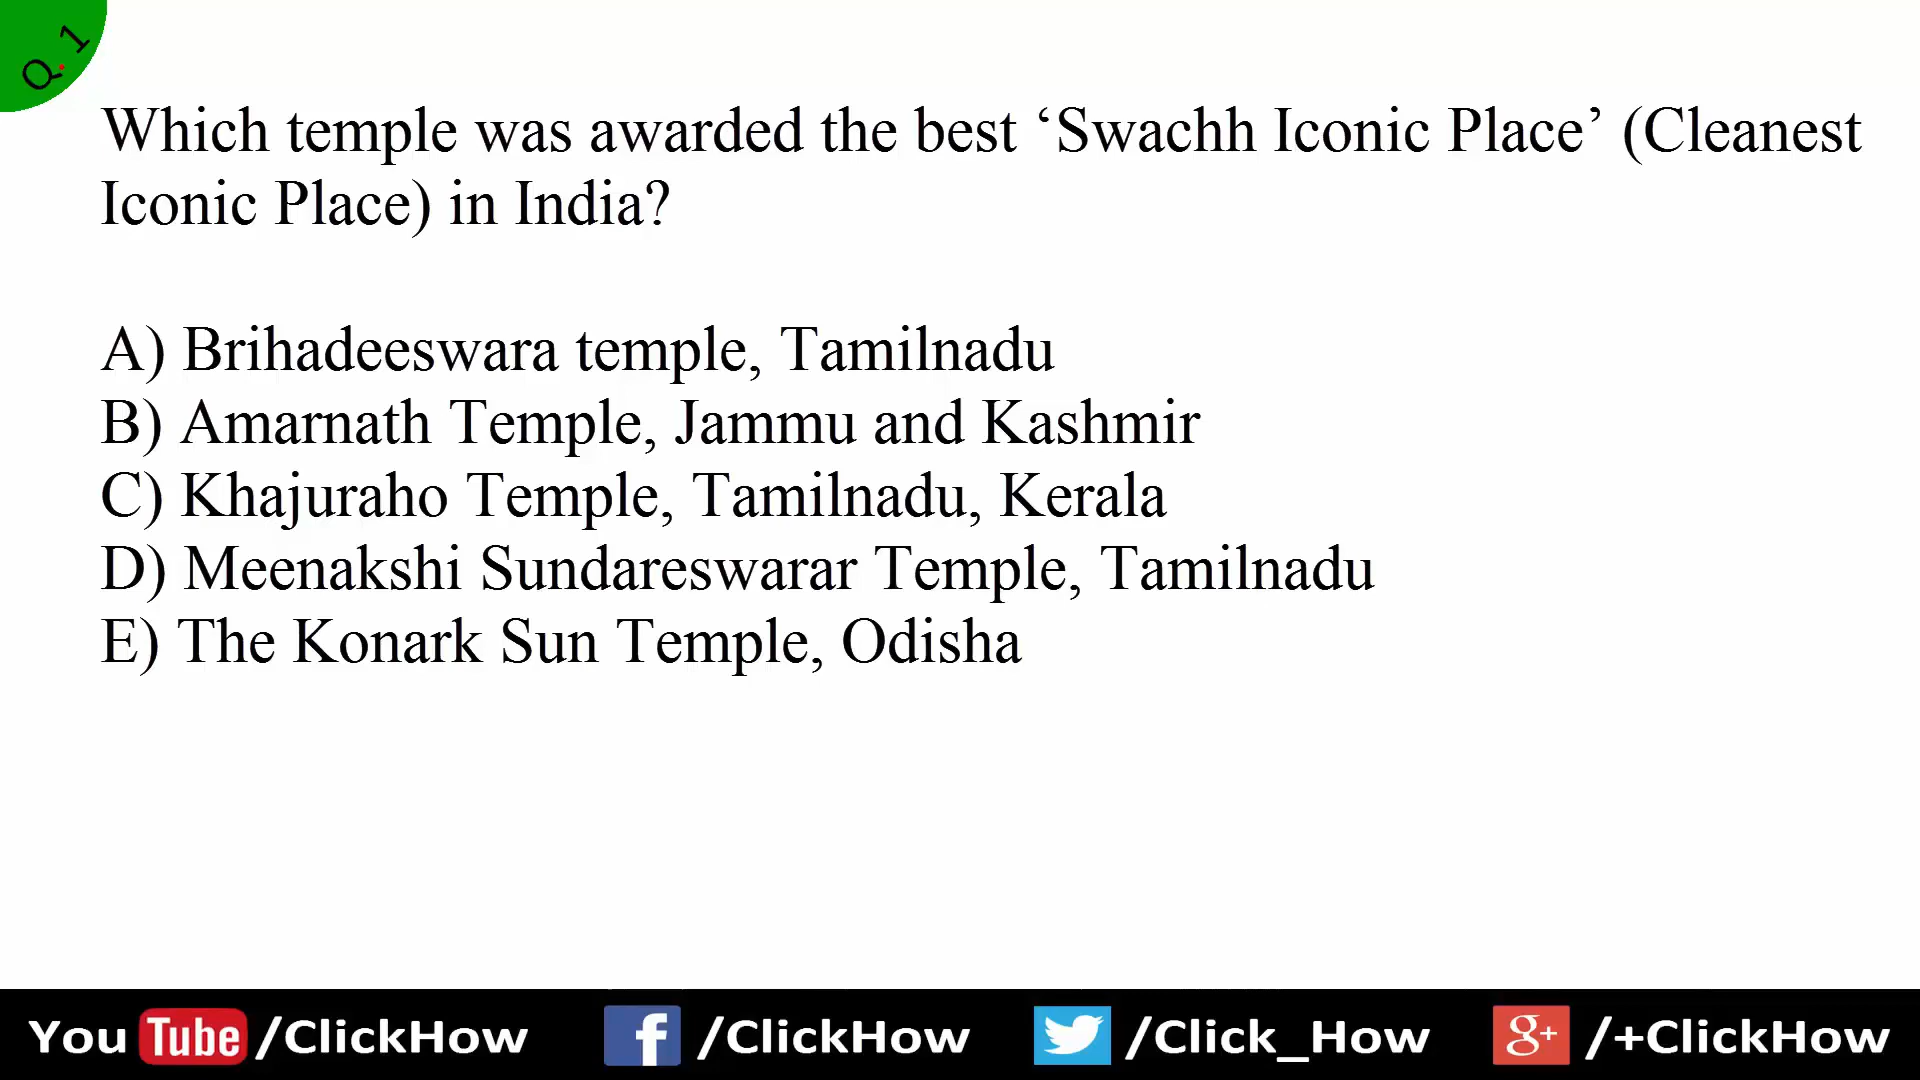 Q.1
Which temple was awarded the best ‘Swachh Iconic Place’ (Cleanest
Iconic Place) in India?
A) Brihadeeswara temple, Tamilnadu
B) Amarnath Temple, Jammu and Kashmir
C) Khajuraho Temple, Tamilnadu, Kerala
D) Meenakshi Sundareswarar Temple, Tamilnadu
E) The Konark Sun Temple, Odisha
You Tube /ClickHow f /ClickHow /Click_How g+ /+ClickHow